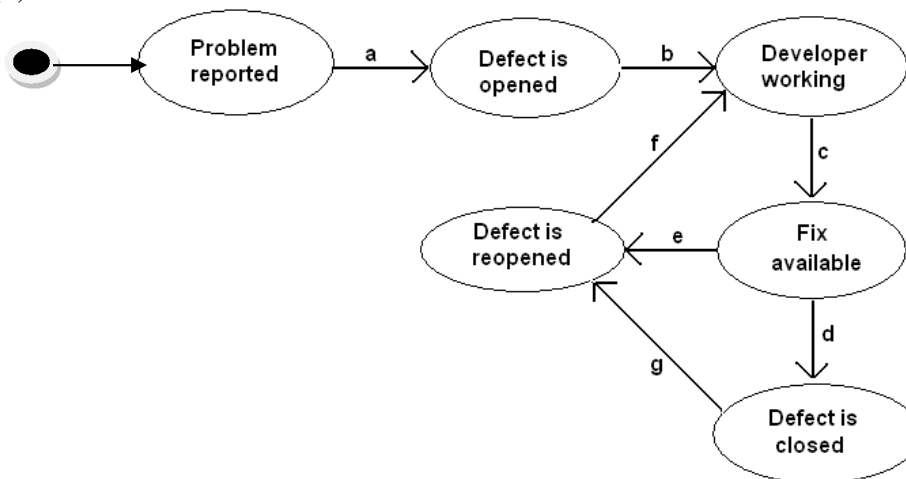 Problem
reported
a
Defect is
opened
b
Developer
working
f
c
Defect is
reopened
e
Fix
available
g
d
Defect is
closed